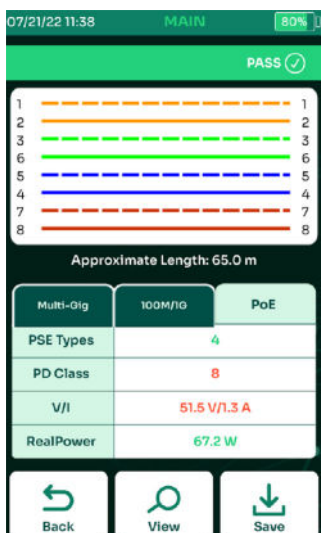 07/21/22 11:38 MAIN 80%
PASS
1 1
2 2
3 3
6 6
5 5
4 4
7 7
8 8
Approximate Length: 65.0 m
Multi-Gig 100M/1G PoE
PSE Types 4
PD Class 8
V/I 51.5 V/1.3 A
RealPower 67.2 W
Back View Save